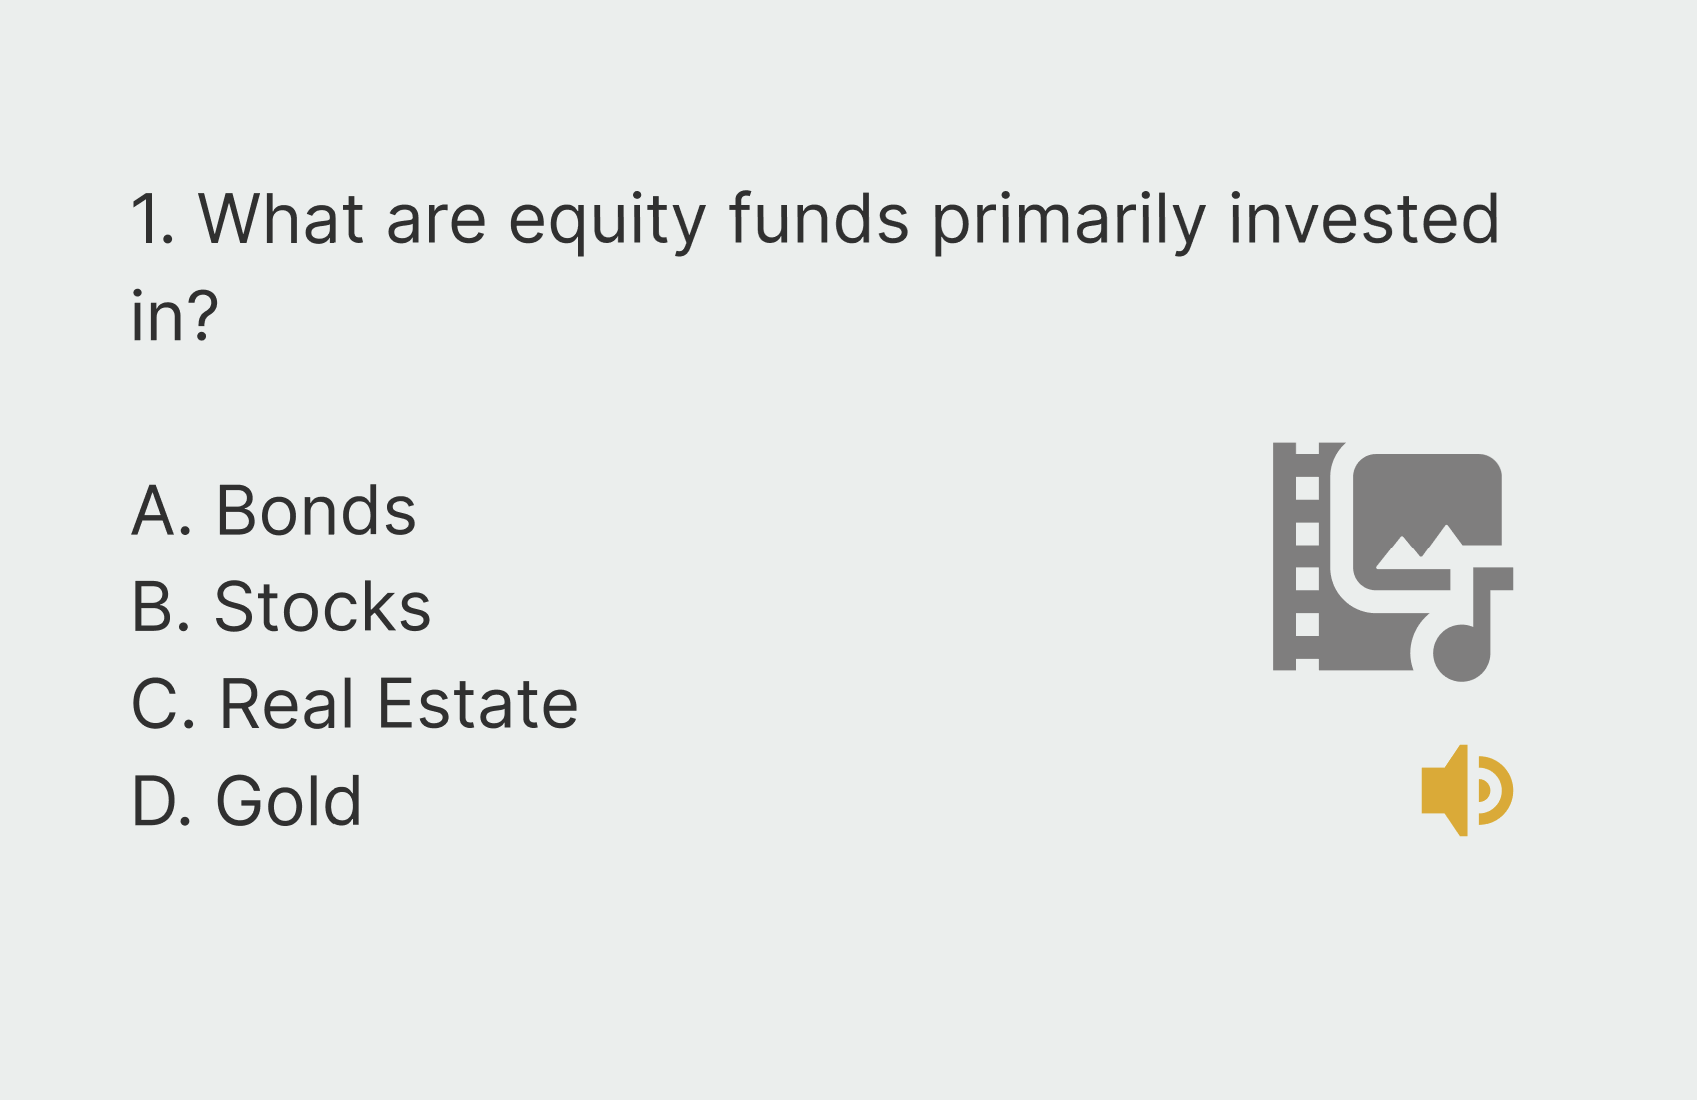 1. What are equity funds primarily invested
in?
A. Bonds
B. Stocks
C. Real Estate
D. Gold